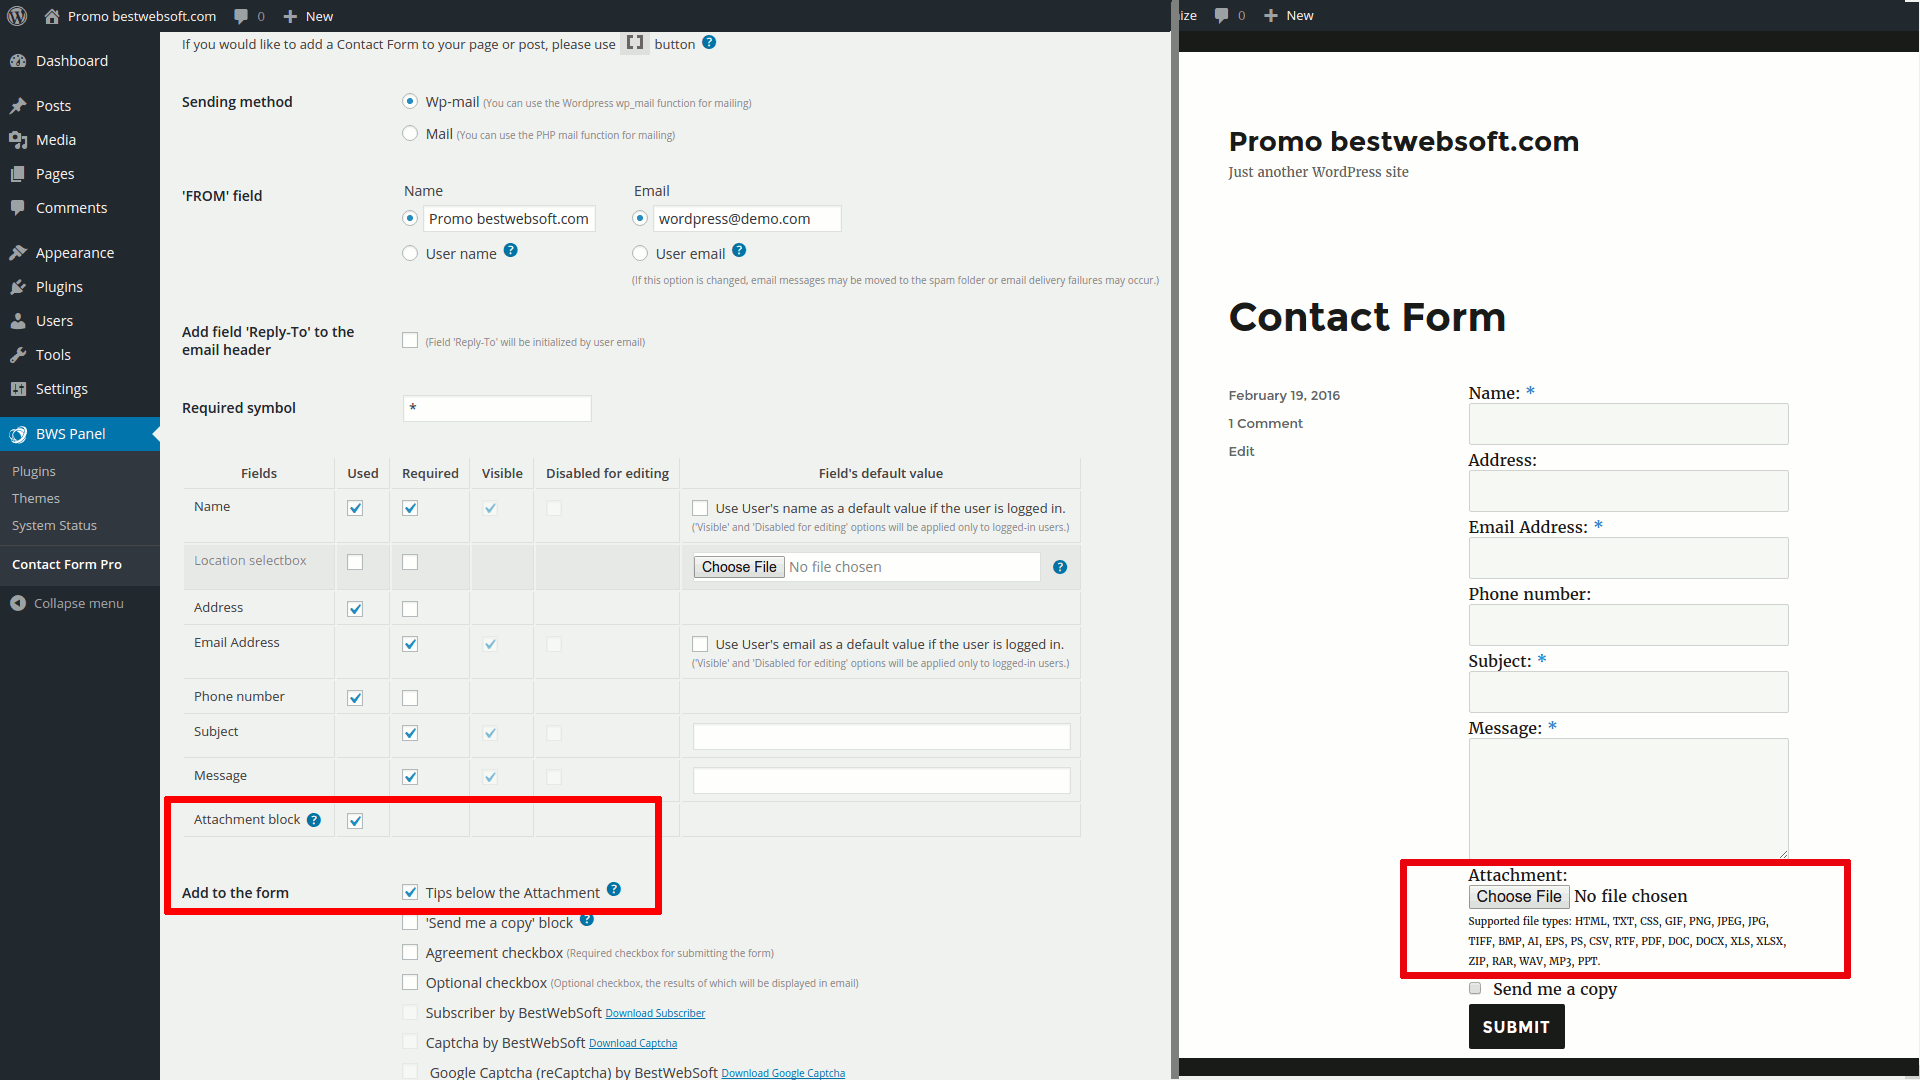 Promo bestwebsoft.com 0 New
Dashboard
Posts
Media
Pages
Comments
Appearance
Plugins
Users
Tools
Settings
BWS Panel
Plugins
Themes
System Status
Contact Form Pro
Collapse menu
If you would like to add a Contact Form to your page or post, please use [ ] button ?
Sending method
Wp-mail (You can use the Wordpress wp_mail function for mailing)
Mail (You can use the PHP mail function for mailing)
'FROM' field
Name Email
Promo bestwebsoft.com wordpress@demo.com
User name ? User email ?
(If this option is changed, email messages may be moved to the spam folder or email delivery failures may occur.)
Add field 'Reply-To' to the
email header
(Field 'Reply-To' will be initialized by user email)
Required symbol *
Fields Used Required Visible Disabled for editing Field's default value
Name Use User's name as a default value if the user is logged in.
('Visible' and 'Disabled for editing' options will be applied only to logged-in users.)
Location selectbox Choose File No file chosen ?
Address
Email Address Use User's email as a default value if the user is logged in.
('Visible' and 'Disabled for editing' options will be applied only to logged-in users.)
Phone number
Subject
Message
Attachment block ?
Add to the form
Tips below the Attachment ?
'Send me a copy' block ?
Agreement checkbox (Required checkbox for submitting the form)
Optional checkbox (Optional checkbox, the results of which will be displayed in email)
Subscriber by BestWebSoft Download Subscriber
Captcha by BestWebSoft Download Captcha
Google Captcha (reCaptcha) by BestWebSoft Download Google Captcha
ize 0 New
Promo bestwebsoft.com
Just another WordPress site
Contact Form
February 19, 2016
1 Comment
Edit
Name: *
Address:
Email Address: *
Phone number:
Subject: *
Message: *
Attachment:
Choose File No file chosen
Supported file types: HTML, TXT, CSS, GIF, PNG, JPEG, JPG,
TIFF, BMP, AI, EPS, PS, CSV, RTF, PDF, DOC, DOCX, XLS, XLSX,
ZIP, RAR, WAV, MP3, PPT.
Send me a copy
SUBMIT